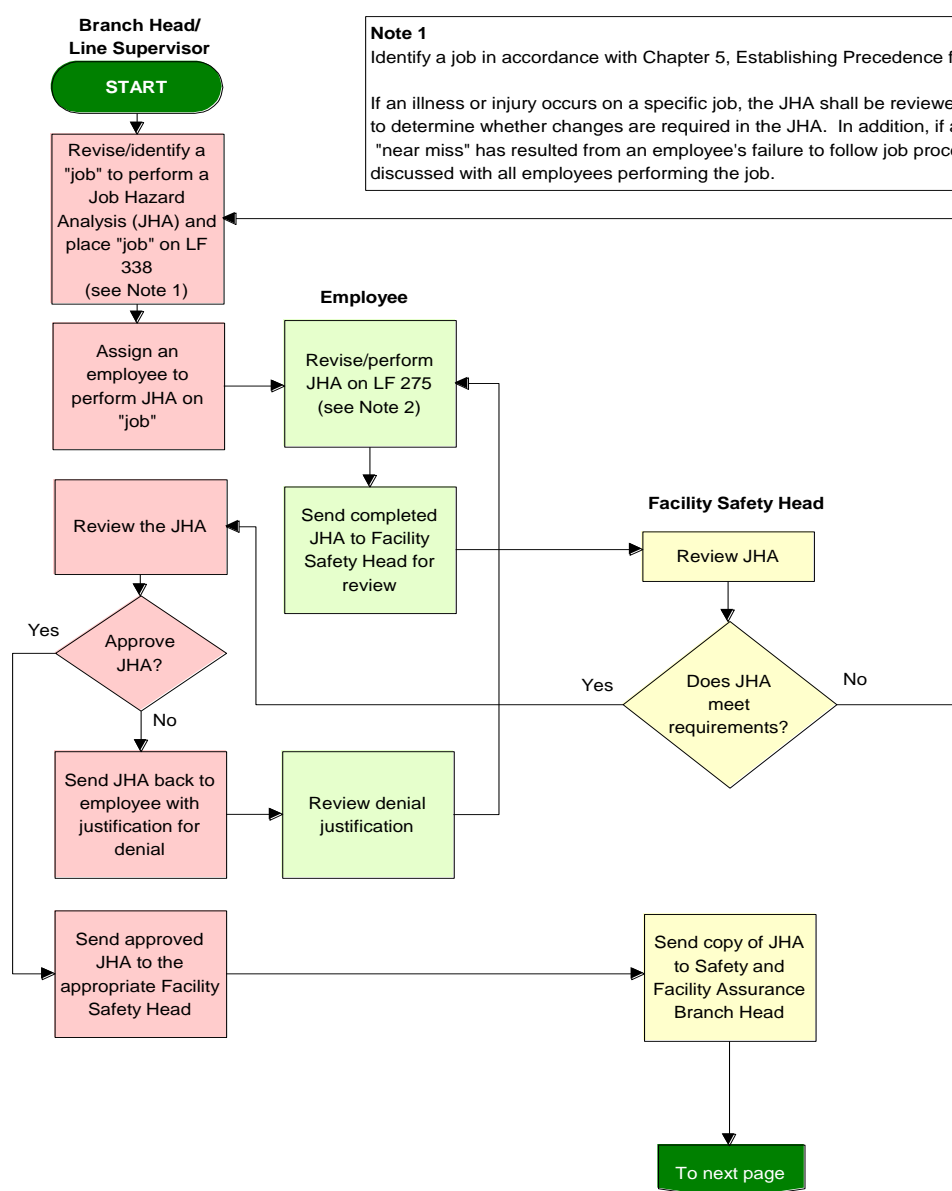 Branch Head/
Line Supervisor
START
Note 1
Identify a job in accordance with Chapter 5, Establishing Precedence f
If an illness or injury occurs on a specific job, the JHA shall be reviewe
to determine whether changes are required in the JHA. In addition, if a
"near miss" has resulted from an employee's failure to follow job proce
discussed with all employees performing the job.
Revise/identify a
"job" to perform a
Job Hazard
Analysis (JHA) and
place "job" on LF
338
(see Note 1)
Assign an
employee to
perform JHA on
"job"
Employee
Revise/perform
JHA on LF 275
(see Note 2)
Send completed
JHA to Facility
Safety Head for
review
Facility Safety Head
Review JHA
Does JHA
meet
requirements?
Yes
No
Review the JHA
Approve
JHA?
Yes
No
Send JHA back to
employee with
justification for
denial
Review denial
justification
Send approved
JHA to the
appropriate Facility
Safety Head
Send copy of JHA
to Safety and
Facility Assurance
Branch Head
To next page